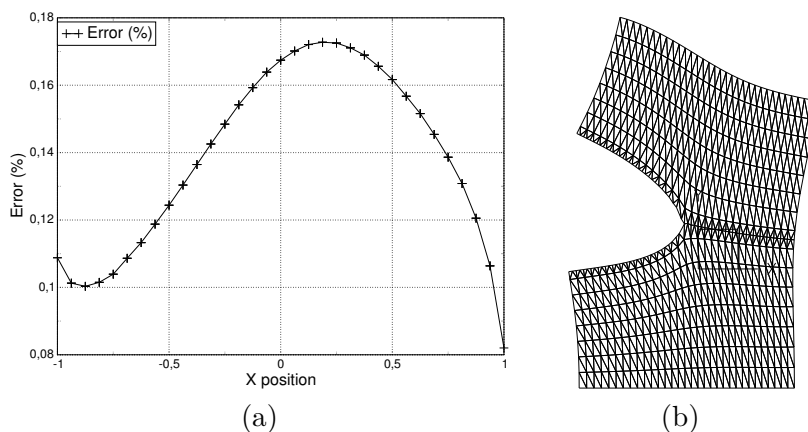 0,18
Error (%)
0,16
0,14
Error (%)
0,12
0,1
0,08
-1 -0,5 0 0,5 1
X position
(a) (b)